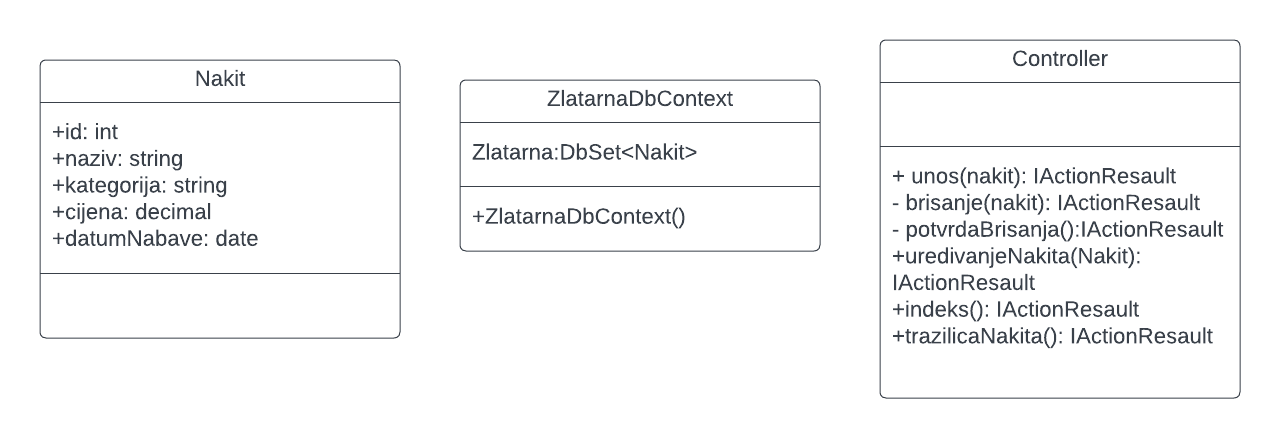 Nakit
+id: int
+naziv: string
+kategorija: string
+cijena: decimal
+datumNabave: date
ZlatarnaDbContext
Zlatarna:DbSet<Nakit>
+ZlatarnaDbContext()
Controller
+ unos(nakit): IActionResault
- brisanje(nakit): IActionResault
- potvrdaBrisanja():IActionResault
+uredivanjeNakita(Nakit):
IActionResault
+indeks(): IActionResault
+trazilicaNakita(): IActionResault